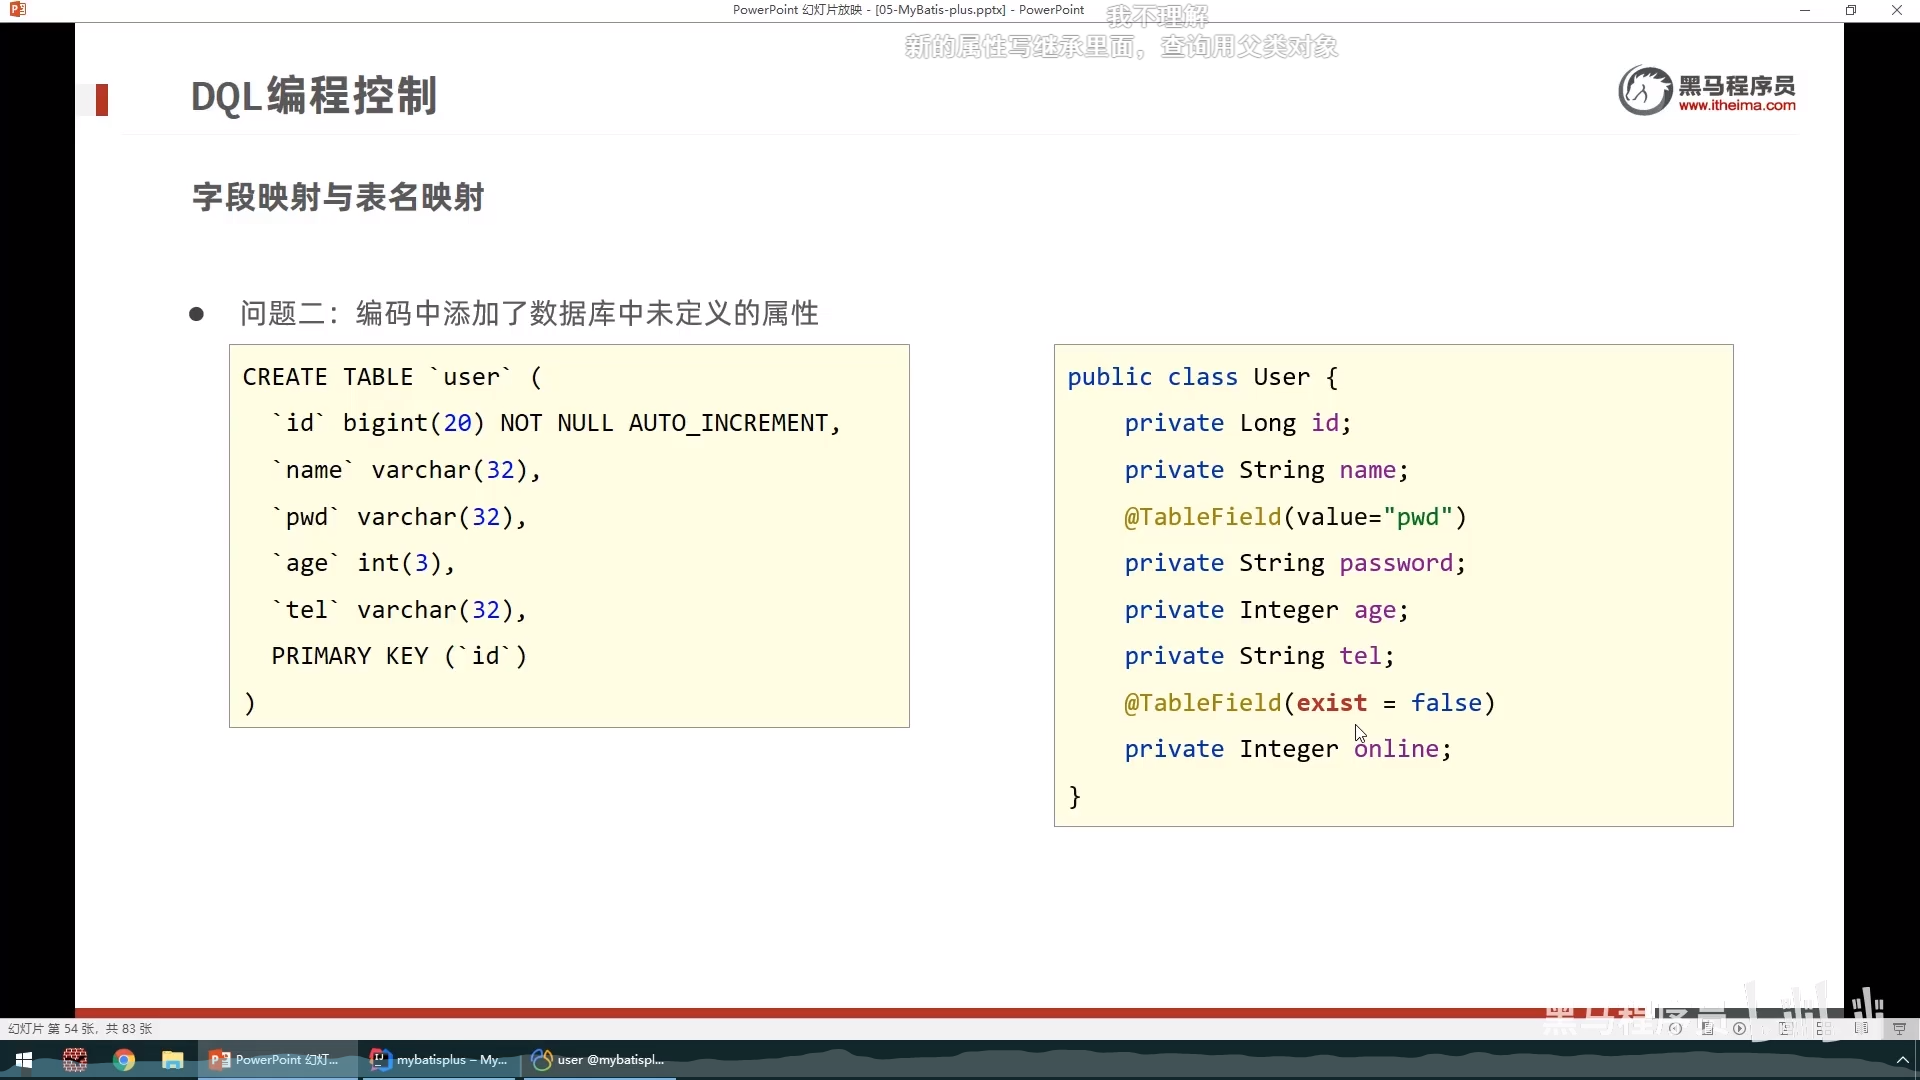 PowerPoint 幻灯片放映 - [05-MyBatis-plus.pptx] - PowerPoint
我不理解
新的属性写继承里面，查询用父类对象
DQL编程控制
黑马程序员
www.itheima.com
字段映射与表名映射
● 问题二：编码中添加了数据库中未定义的属性
CREATE TABLE `user` (
`id` bigint(20) NOT NULL AUTO_INCREMENT,
`name` varchar(32),
`pwd` varchar(32),
`age` int(3),
`tel` varchar(32),
PRIMARY KEY (`id`)
)
public class User {
private Long id;
private String name;
@TableField(value="pwd")
private String password;
private Integer age;
private String tel;
@TableField(exist = false)
private Integer online;
}
黑马程序员
幻灯片 第 54 张，共 83 张
PowerPoint 幻灯...
mybatisplus – My...
user @mybatispl...